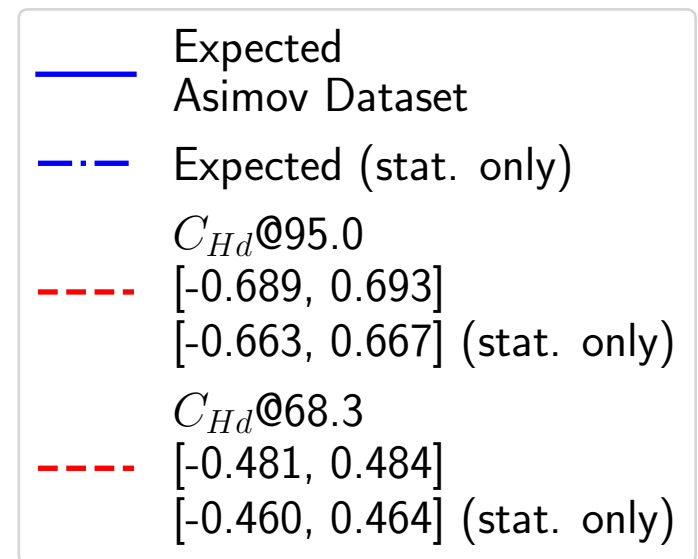 Expected
Asimov Dataset
Expected (stat. only)
C_{Hd}@95.0
[-0.689, 0.693]
[-0.663, 0.667] (stat. only)
C_{Hd}@68.3
[-0.481, 0.484]
[-0.460, 0.464] (stat. only)